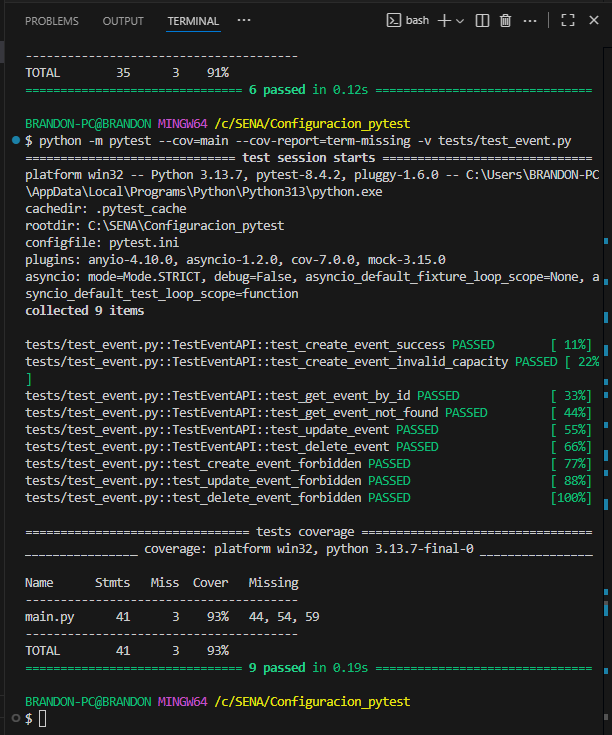 PROBLEMS OUTPUT TERMINAL ··· bash
---------------------------------------
TOTAL 35 3 91%
============================= 6 passed in 0.12s ==============================
BRANDON-PC@BRANDON MINGW64 /c/SENA/Configuracion_pytest
$ python -m pytest --cov=main --cov-report=term-missing -v tests/test_event.py
============================ test session starts =============================
platform win32 -- Python 3.13.7, pytest-8.4.2, pluggy-1.6.0 -- C:\Users\BRANDON-PC
\AppData\Local\Programs\Python\Python313\python.exe
cachedir: .pytest_cache
rootdir: C:\SENA\Configuracion_pytest
configfile: pytest.ini
plugins: anyio-4.10.0, asyncio-1.2.0, cov-7.0.0, mock-3.15.0
asyncio: mode=Mode.STRICT, debug=False, asyncio_default_fixture_loop_scope=None, a
syncio_default_test_loop_scope=function
collected 9 items
tests/test_event.py::TestEventAPI::test_create_event_success PASSED [ 11%]
tests/test_event.py::TestEventAPI::test_create_event_invalid_capacity PASSED [ 22%
]
tests/test_event.py::TestEventAPI::test_get_event_by_id PASSED [ 33%]
tests/test_event.py::TestEventAPI::test_get_event_not_found PASSED [ 44%]
tests/test_event.py::TestEventAPI::test_update_event PASSED [ 55%]
tests/test_event.py::TestEventAPI::test_delete_event PASSED [ 66%]
tests/test_event.py::test_create_event_forbidden PASSED [ 77%]
tests/test_event.py::test_update_event_forbidden PASSED [ 88%]
tests/test_event.py::test_delete_event_forbidden PASSED [100%]
=============================== tests coverage ===============================
_______________ coverage: platform win32, python 3.13.7-final-0 _______________
Name Stmts Miss Cover Missing
---------------------------------------
main.py 41 3 93% 44, 54, 59
---------------------------------------
TOTAL 41 3 93%
============================= 9 passed in 0.19s ==============================
BRANDON-PC@BRANDON MINGW64 /c/SENA/Configuracion_pytest
$